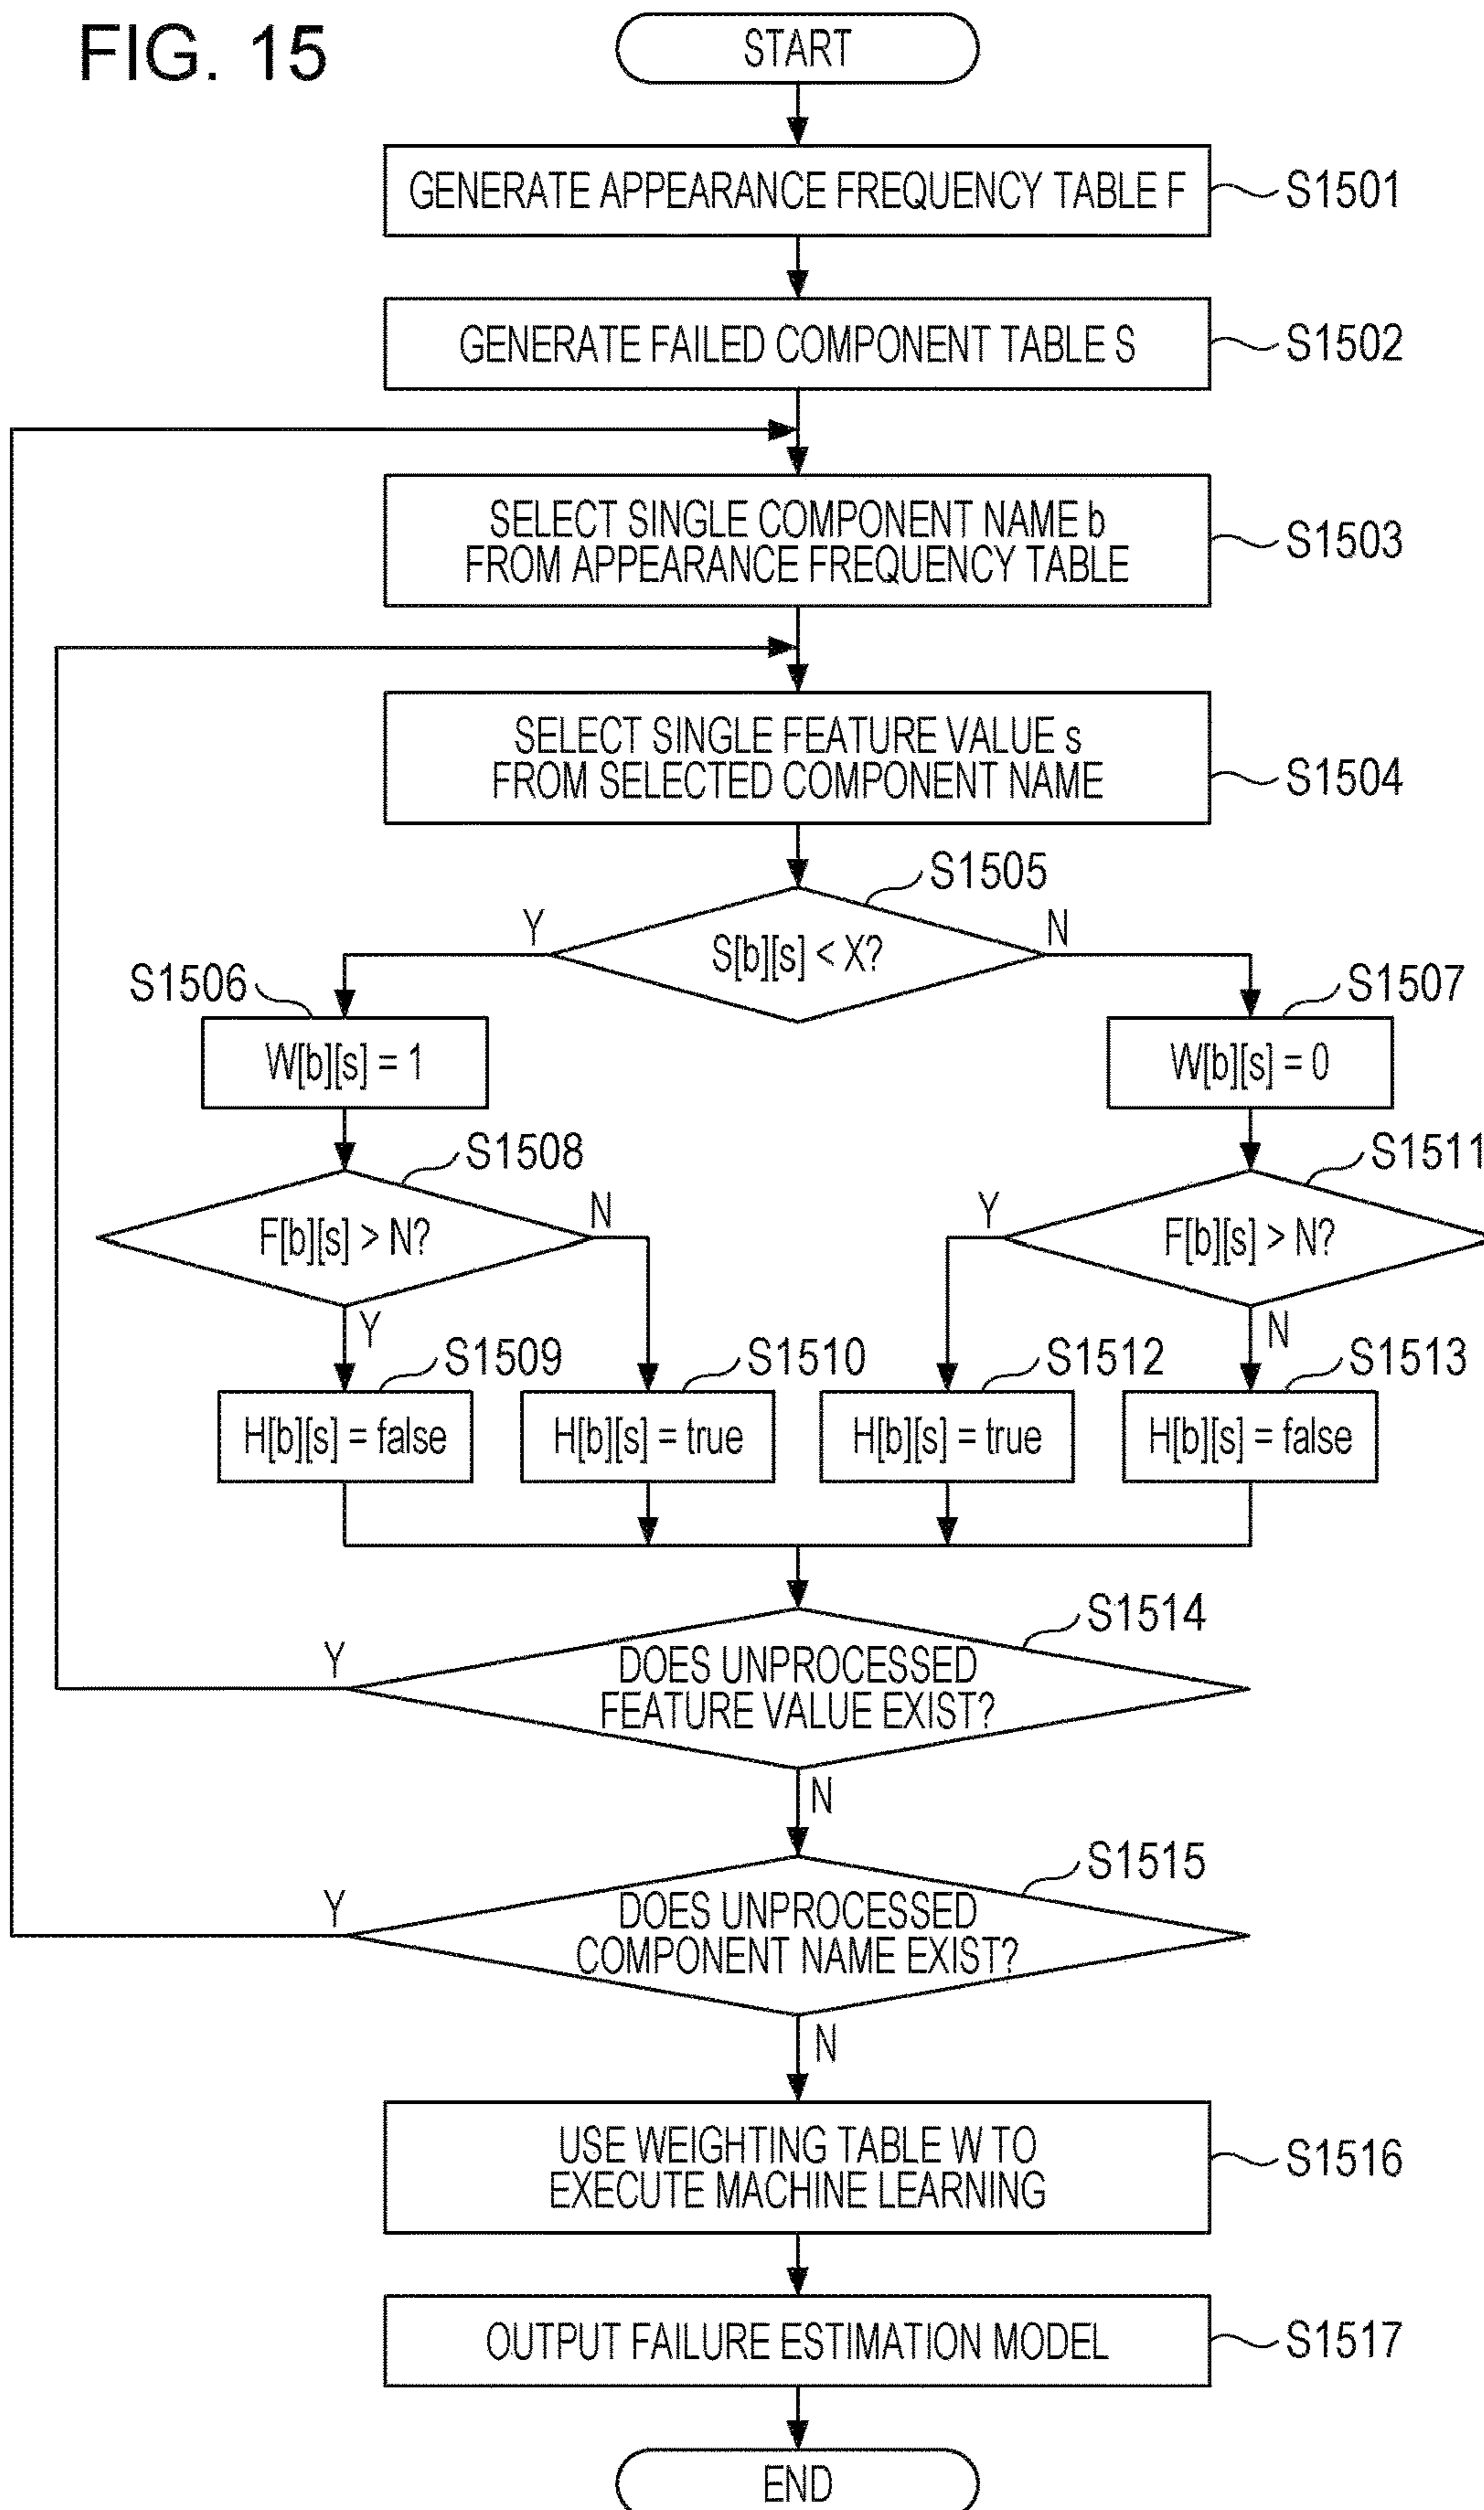 FIG. 15
START
GENERATE APPEARANCE FREQUENCY TABLE F
S1501
GENERATE FAILED COMPONENT TABLE S
S1502
SELECT SINGLE COMPONENT NAME b
FROM APPEARANCE FREQUENCY TABLE
S1503
SELECT SINGLE FEATURE VALUE s
FROM SELECTED COMPONENT NAME
S1504
S1505
Y
S[b][s] < X?
N
S1506
W[b][s] = 1
S1507
W[b][s] = 0
S1508
F[b][s] > N?
N
Y
S1511
Y
F[b][s] > N?
N
S1509
H[b][s] = false
S1510
H[b][s] = true
S1512
H[b][s] = true
S1513
H[b][s] = false
S1514
Y
DOES UNPROCESSED
FEATURE VALUE EXIST?
N
S1515
Y
DOES UNPROCESSED
COMPONENT NAME EXIST?
N
USE WEIGHTING TABLE W TO
EXECUTE MACHINE LEARNING
S1516
OUTPUT FAILURE ESTIMATION MODEL
S1517
END